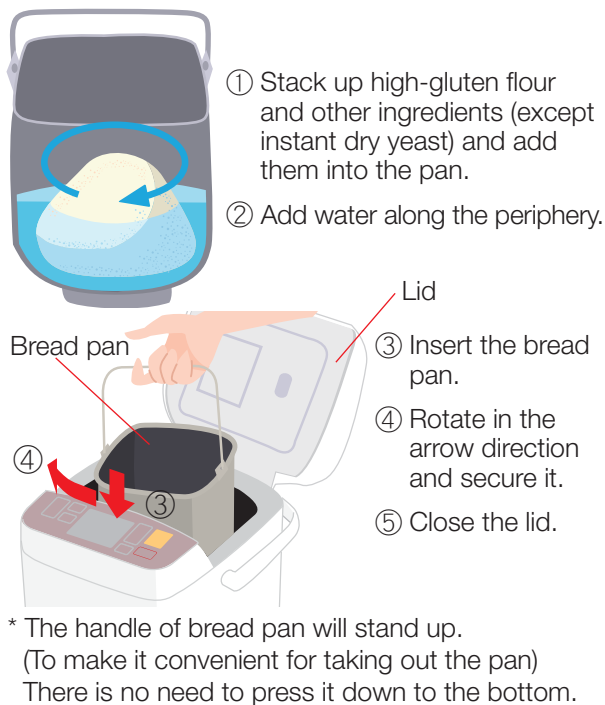 ① Stack up high-gluten flour
and other ingredients (except
instant dry yeast) and add
them into the pan.
② Add water along the periphery.
Lid
Bread pan
③ Insert the bread
pan.
④ Rotate in the
arrow direction
and secure it.
⑤ Close the lid.
④
③
* The handle of bread pan will stand up.
(To make it convenient for taking out the pan)
There is no need to press it down to the bottom.